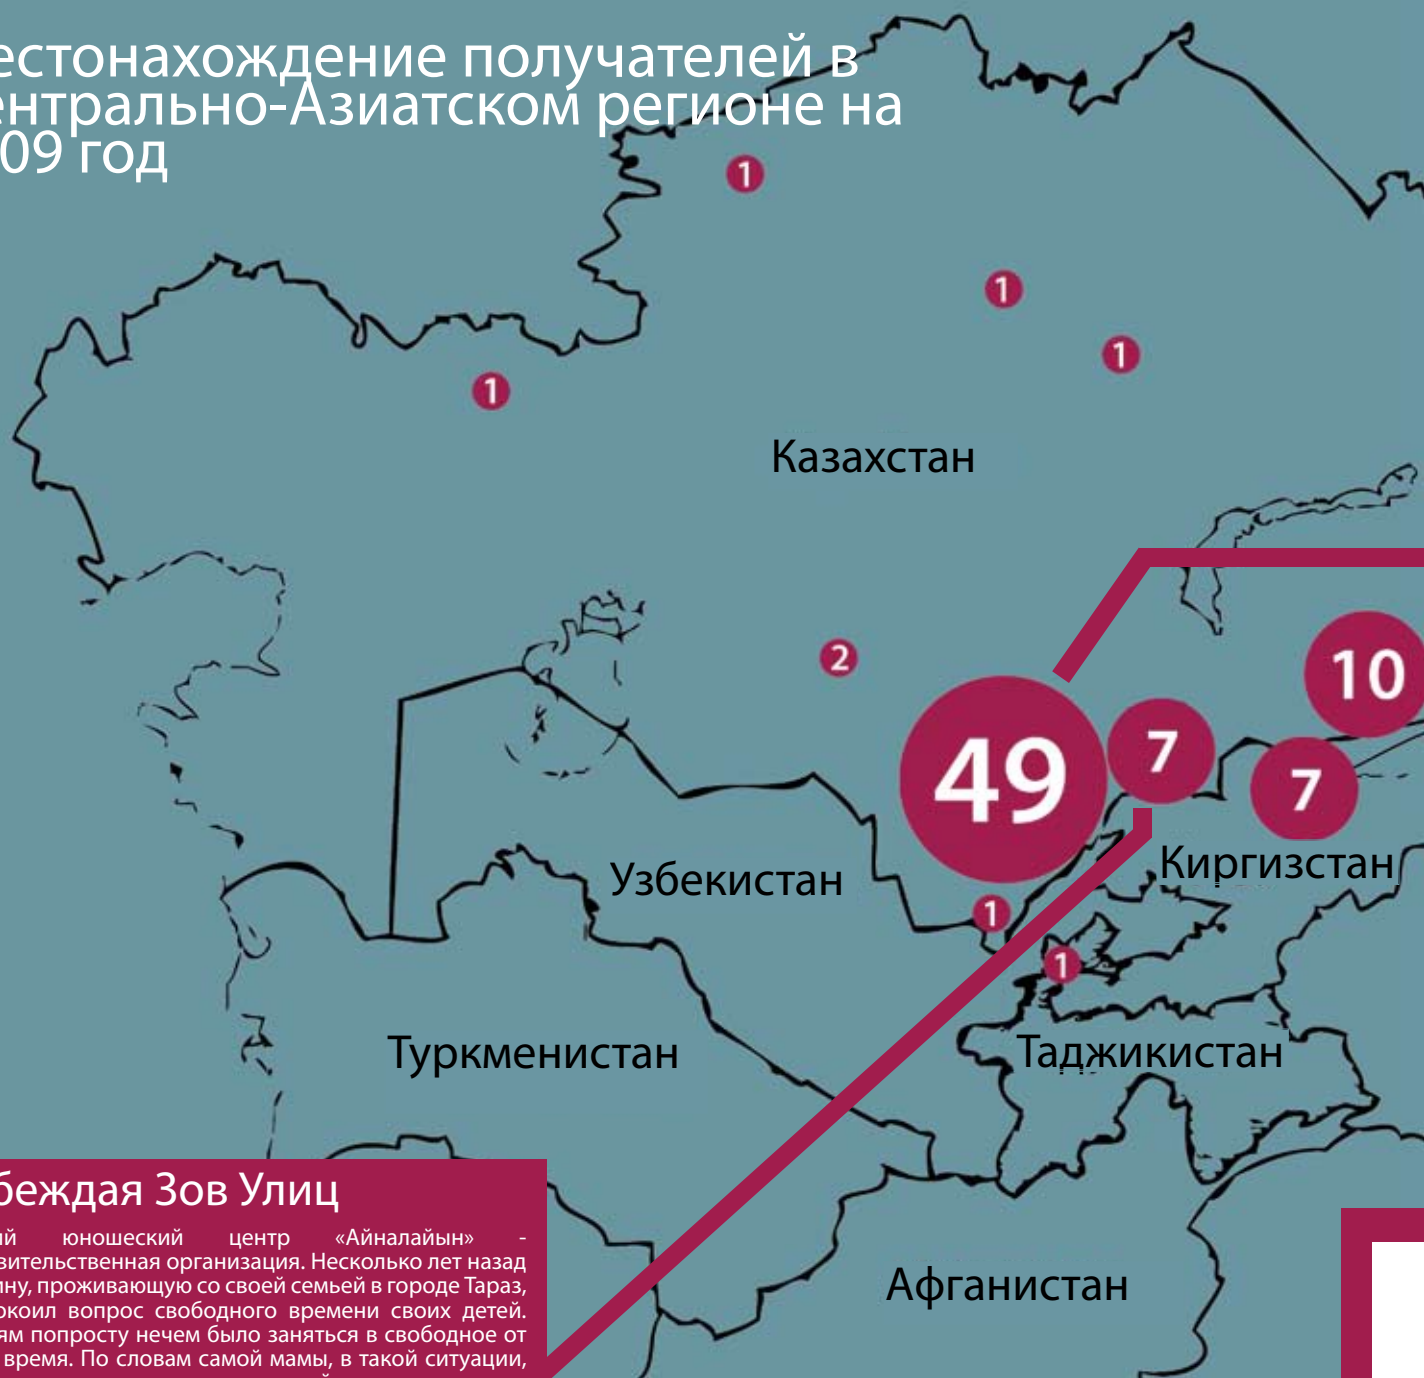 естонахождение получателей в
ентрально-Азиатском регионе на
09 год
1
1
1
1
Казахстан
2
10
49
7
7
Узбекистан
Киргизстан
1
1
Туркменистан
Таджикистан
беждая Зов Улиц
ий юношеский центр «Айналайын» -
вительственная организация. Несколько лет назад
ину, проживающую со своей семьей в городе Тараз,
окоил вопрос свободного времени своих детей.
ям попросту нечем было заняться в свободное от
время. По словам самой мамы, в такой ситуации,
Афганистан